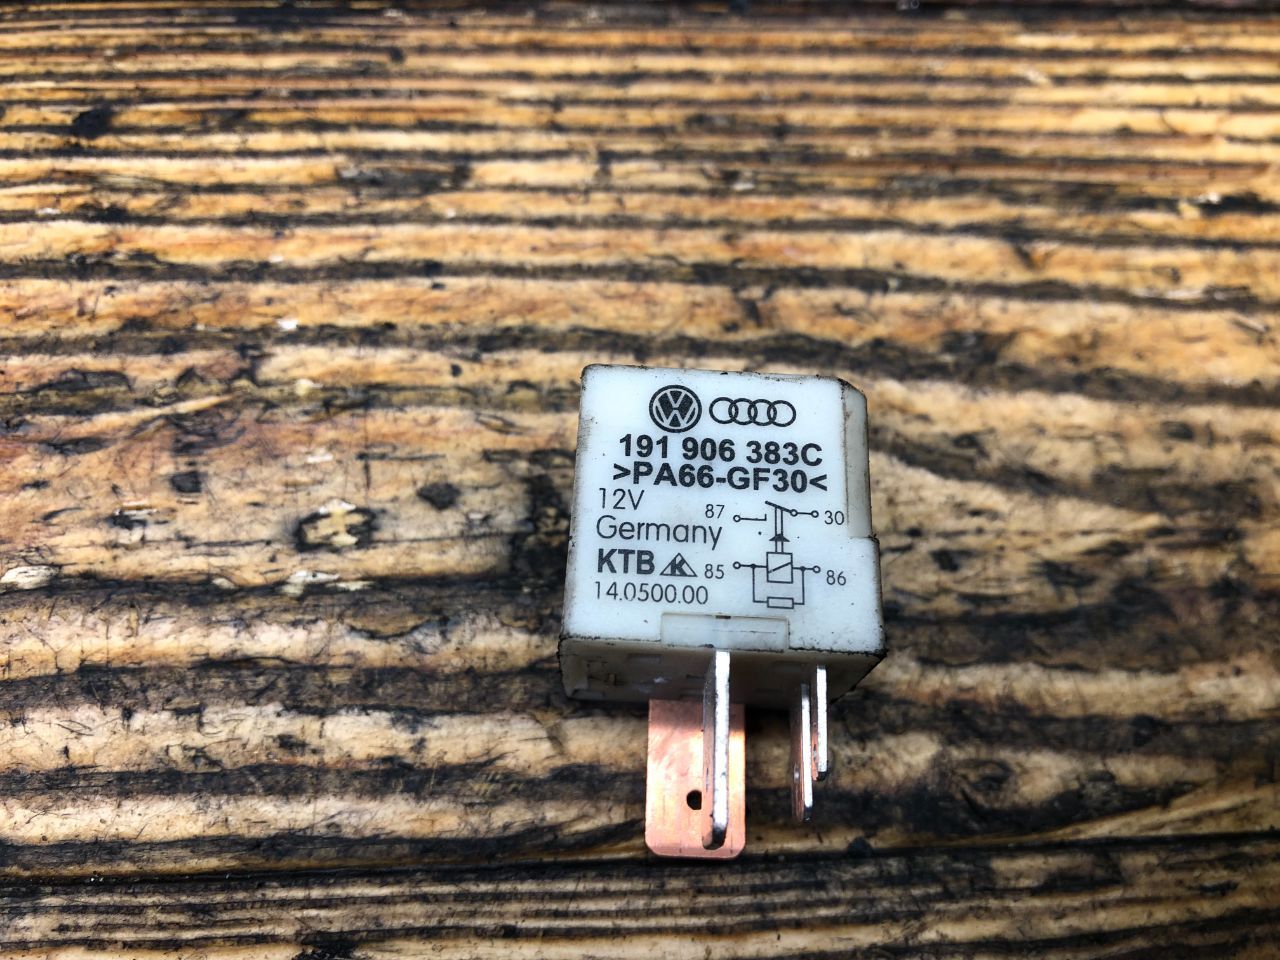 191 906 383C
>PA66-GF30<
12V
Germany
KTB
14.0500.00
87 30
85 86